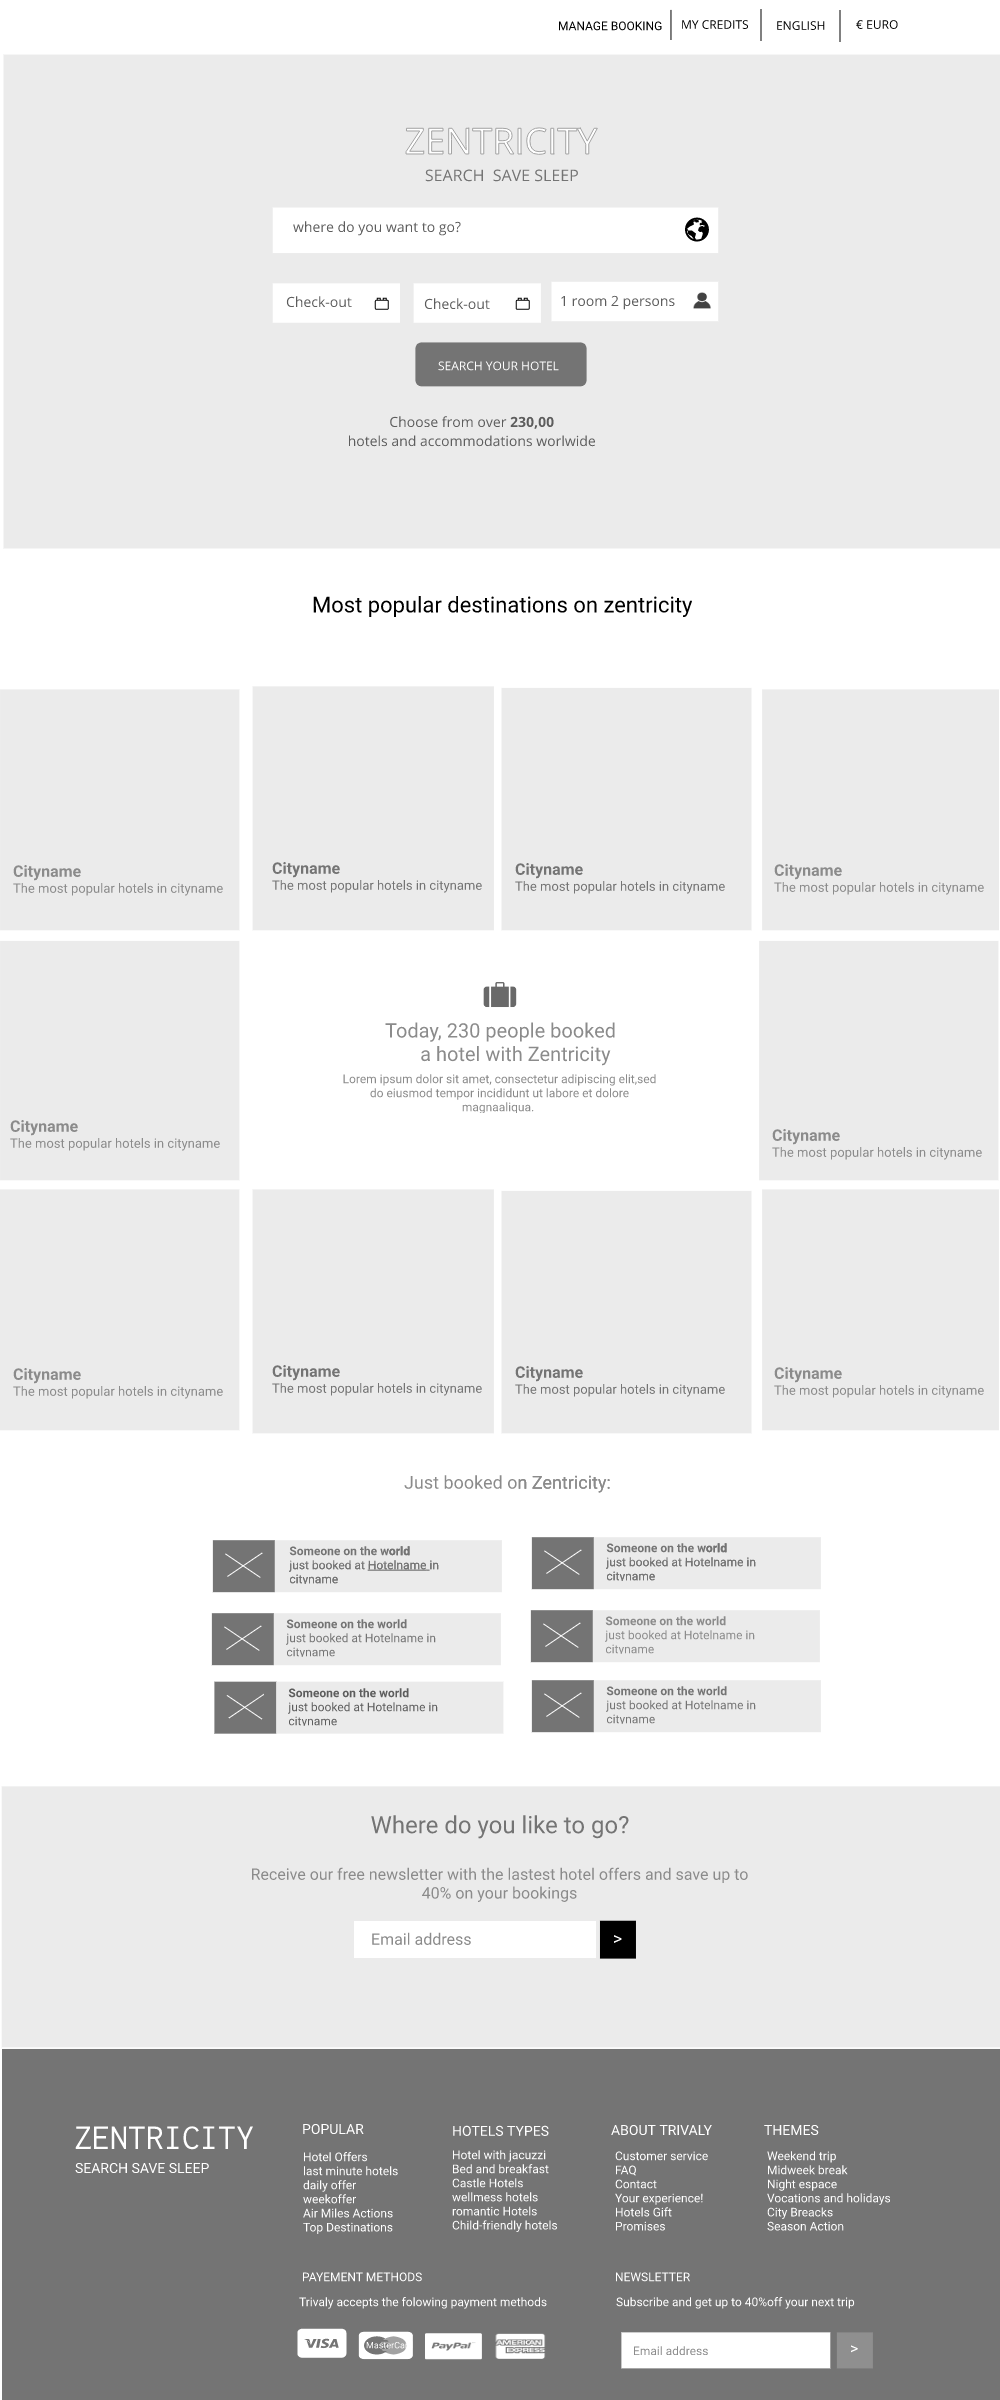 MANAGE BOOKING
MY CREDITS
ENGLISH
€ EURO
ZENTRICITY
SEARCH SAVE SLEEP
where do you want to go?
Check-out
Check-out
1 room 2 persons
SEARCH YOUR HOTEL
Choose from over 230,00
hotels and accommodations worlwide
Most popular destinations on zentricity
Cityname
The most popular hotels in cityname
Cityname
The most popular hotels in cityname
Cityname
The most popular hotels in cityname
Cityname
The most popular hotels in cityname
Cityname
The most popular hotels in cityname
Today, 230 people booked
a hotel with Zentricity
Lorem ipsum dolor sit amet, consectetur adipiscing elit,sed
do eiusmod tempor incididunt ut labore et dolore
magnaaliqua.
Cityname
The most popular hotels in cityname
Cityname
The most popular hotels in cityname
Cityname
The most popular hotels in cityname
Cityname
The most popular hotels in cityname
Cityname
The most popular hotels in cityname
Just booked on Zentricity:
Someone on the world
just booked at Hotelname in
cityname
Someone on the world
just booked at Hotelname in
cityname
Someone on the world
just booked at Hotelname in
cityname
Someone on the world
just booked at Hotelname in
cityname
Someone on the world
just booked at Hotelname in
cityname
Someone on the world
just booked at Hotelname in
cityname
Where do you like to go?
Receive our free newsletter with the lastest hotel offers and save up to
40% on your bookings
Email address
>
ZENTRICITY
SEARCH SAVE SLEEP
POPULAR
Hotel Offers
last minute hotels
daily offer
weekoffer
Air Miles Actions
Top Destinations
HOTELS TYPES
Hotel with jacuzzi
Bed and breakfast
Castle Hotels
wellmess hotels
romantic Hotels
Child-friendly hotels
ABOUT TRIVALY
Customer service
FAQ
Contact
Your experience!
Hotels Gift
Promises
THEMES
Weekend trip
Midweek break
Night espace
Vocations and holidays
City Breacks
Season Action
PAYEMENT METHODS
Trivaly accepts the folowing payment methods
VISA
MasterCa
PayPal
AMERICAN
EXPRESS
NEWSLETTER
Subscribe and get up to 40%off your next trip
Email address
>